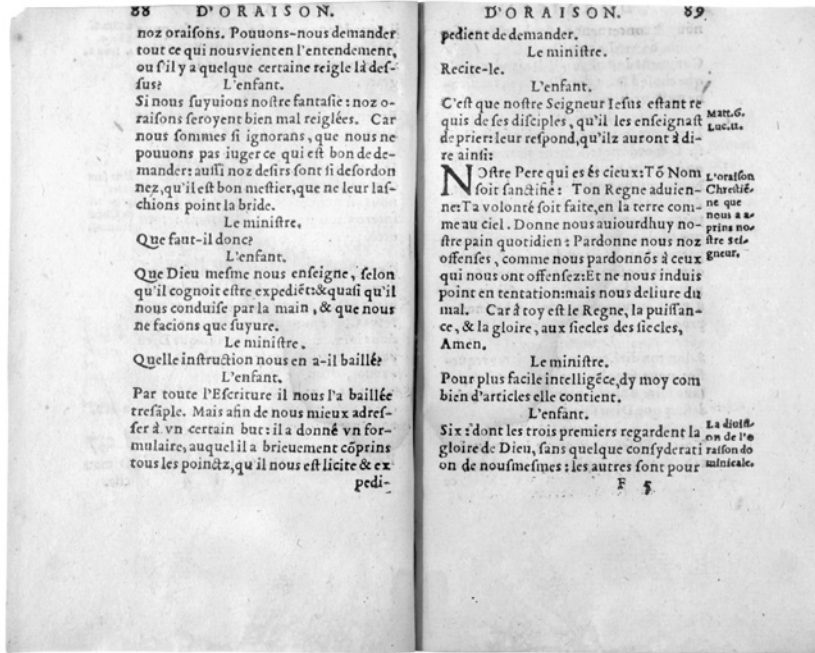 88 D'ORAISON.
noz oraiſons. Pouuons-nous demander
tout ce qui nous vient en l'entendement,
ou ſ'il y a quelque certaine reigle là deſ-
ſus? L'enfant.
Si nous ſuyuions noſtre fantaſie: noz o-
raiſons ſeroyent bien mal reiglées. Car
nous ſommes ſi ignorans, que nous ne
pouuons pas iuger ce qui eſt bon de de-
mander: auſſi noz deſirs ſont ſi deſordon
nez, qu'il eſt bon meſtier, que ne leur laſ-
chions point la bride.
Le miniſtre.
Que faut-il donc?
L'enfant.
Que Dieu meſme nous enſeigne, ſelon
qu'il cognoit eſtre expediẽt: & quaſi qu'il
nous conduiſe par la main, & que nous
ne facions que ſuyure.
Le miniſtre.
Quelle inſtruction nous en a-il baillé?
L'enfant.
Par toute l'Eſcriture il nous l'a baillée
treſãple. Mais afin de nous mieux adreſ-
ſer à vn certain but: il a donné vn for-
mulaire, auquel il a brieuement cõprins
tous les poinctz, qu'il nous eſt licite & ex
pedi-
D'ORAISON. 89
pedient de demander.
Le miniſtre.
Recite-le.
L'enfant.
C'eſt que noſtre Seigneur Ieſus eſtant re
quis de ſes diſciples, qu'il les enſeignaſt
de prier: leur reſpond, qu'ilz auront à di-
re ainſi:
Matt.6.
Luc.11.
NOſtre Pere qui es és cieux: Tõ Nom
ſoit ſanctifié: Ton Regne aduien-
ne: Ta volonté ſoit faite, en la terre com-
me au ciel. Donne nous auiourdhuy no-
ſtre pain quotidien: Pardonne nous noz
offenſes, comme nous pardonnõs à ceux
qui nous ont offenſez: Et ne nous induis
point en tentation: mais nous deliure du
mal. Car à toy eſt le Regne, la puiſſan-
ce, & la gloire, aux ſiecles des ſiecles,
Amen.
L'oraiſon
Chreſtiẽ-
ne que
nous a a-
prins no-
ſtre Sei-
gneur.
Le miniſtre.
Pour plus facile intelligẽce, dy moy com
bien d'articles elle contient.
L'enfant.
Six: dont les trois premiers regardent la
gloire de Dieu, ſans quelque conſyderati
on de nouſmeſmes: les autres ſont pour
La diuiſi-
on de l'o
raiſon do
minicale.
F 5